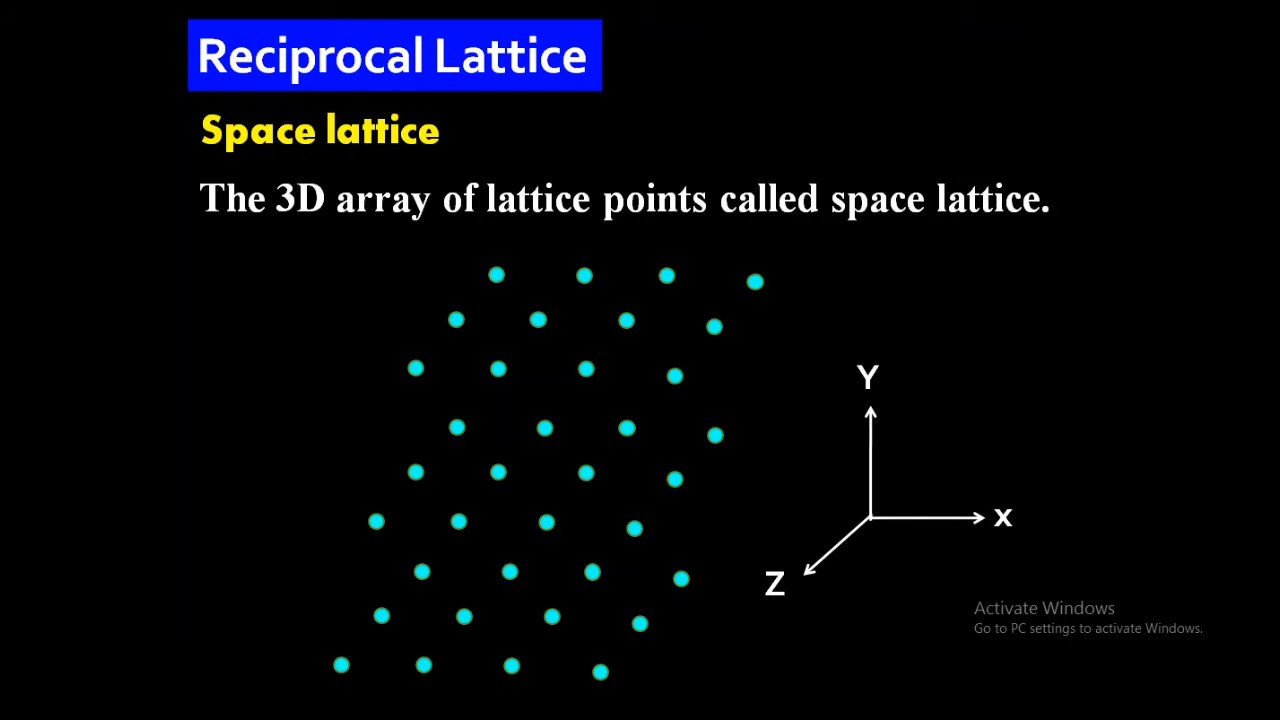 Reciprocal Lattice
Space lattice
The 3D array of lattice points called space lattice.
Y
x
Z
Activate Windows
Go to PC settings to activate Windows.